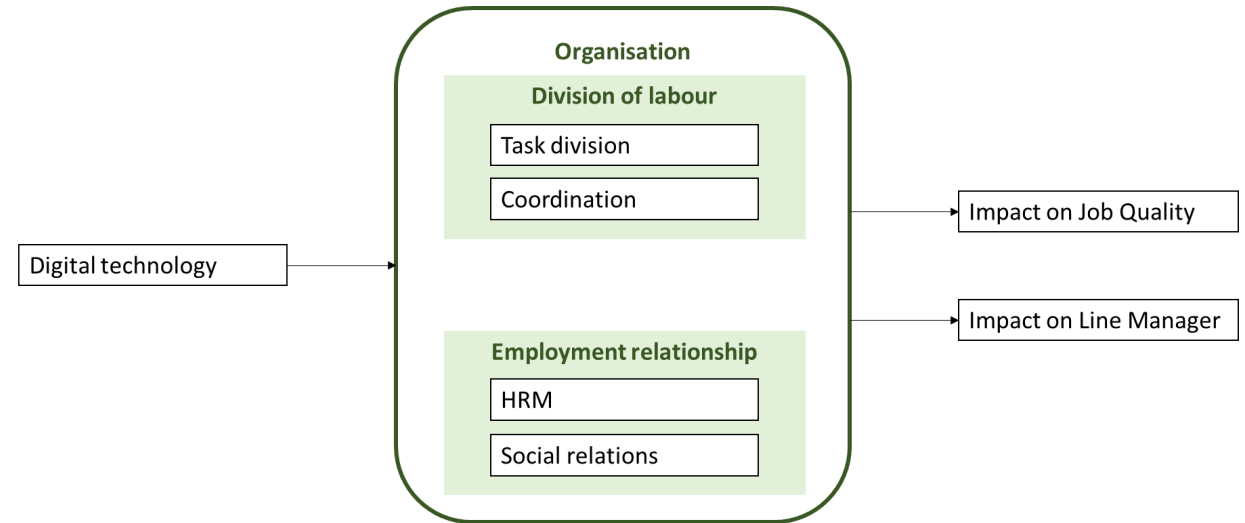 Organisation
Division of labour
Task division
Coordination
Digital technology
Employment relationship
HRM
Social relations
Impact on Job Quality
Impact on Line Manager